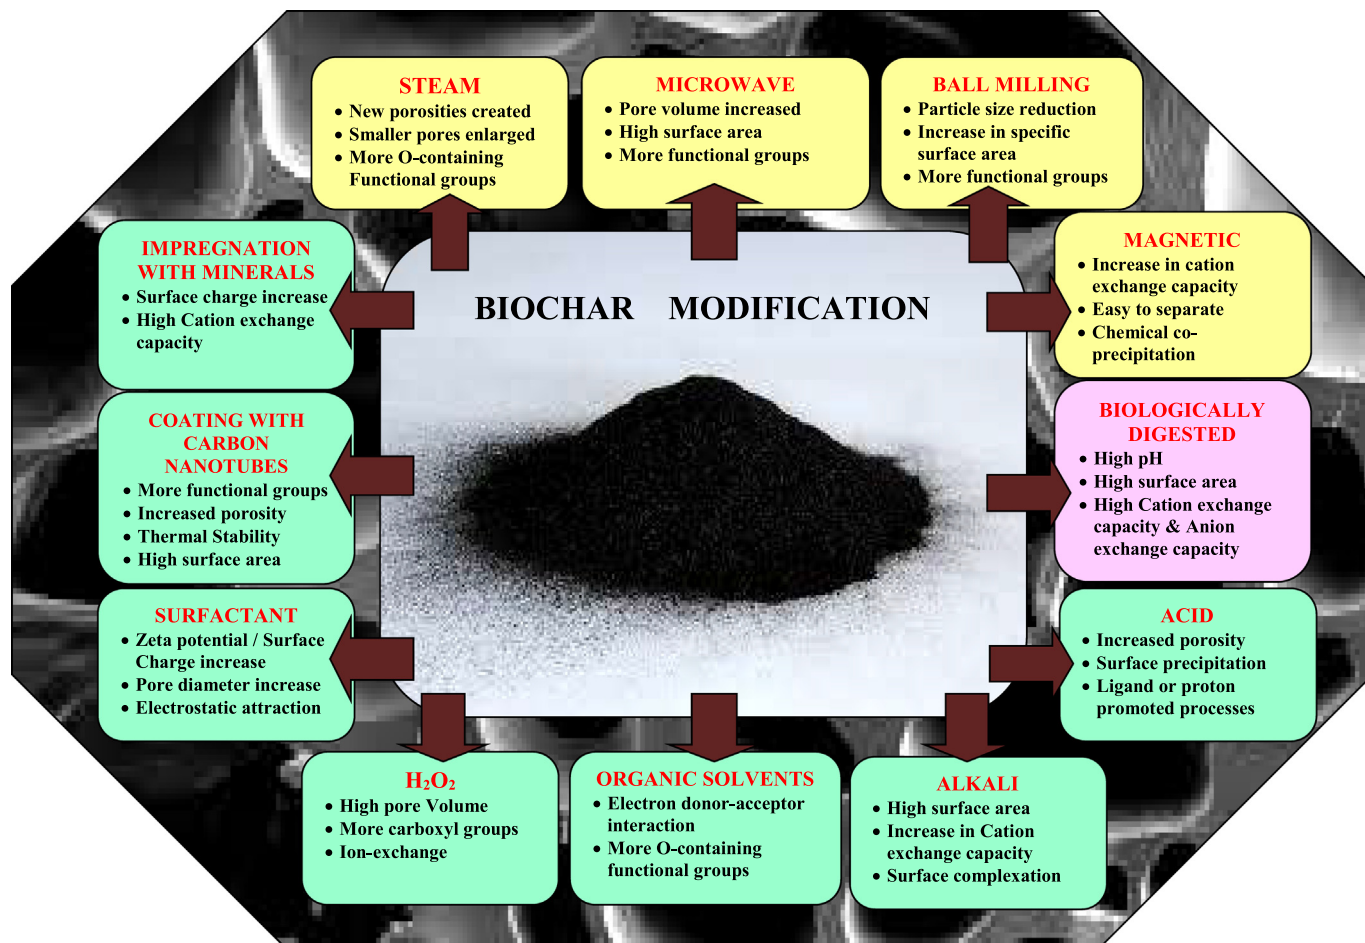 STEAM
• New porosities created
• Smaller pores enlarged
• More O-containing
Functional groups
MICROWAVE
• Pore volume increased
• High surface area
• More functional groups
BALL MILLING
• Particle size reduction
• Increase in specific
surface area
• More functional groups
IMPREGNATION
WITH MINERALS
• Surface charge increase
• High Cation exchange
capacity
BIOCHAR MODIFICATION
MAGNETIC
• Increase in cation
exchange capacity
• Easy to separate
• Chemical co-
precipitation
COATING WITH
CARBON
NANOTUBES
• More functional groups
• Increased porosity
• Thermal Stability
• High surface area
BIOLOGICALLY
DIGESTED
• High pH
• High surface area
• High Cation exchange
capacity & Anion
exchange capacity
SURFACTANT
• Zeta potential / Surface
Charge increase
• Pore diameter increase
• Electrostatic attraction
ACID
• Increased porosity
• Surface precipitation
• Ligand or proton
promoted processes
H₂O₂
• High pore Volume
• More carboxyl groups
• Ion-exchange
ORGANIC SOLVENTS
• Electron donor-acceptor
interaction
• More O-containing
functional groups
ALKALI
• High surface area
• Increase in Cation
exchange capacity
• Surface complexation